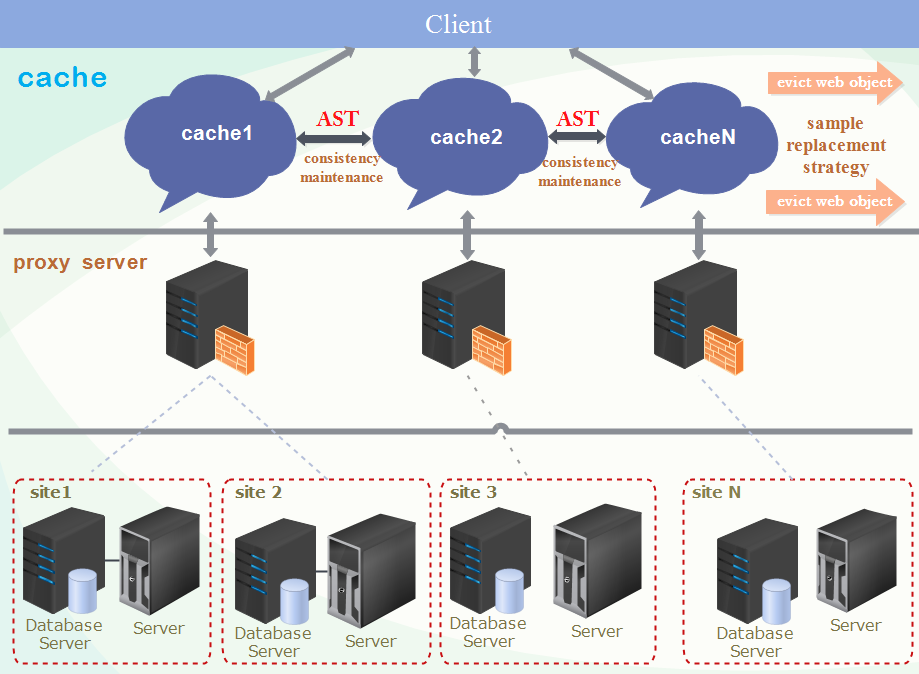 Client
cache
cache1
AST
consistency
maintenance
cache2
AST
consistency
maintenance
cacheN
evict web object
sample
replacement
strategy
evict web object
proxy server
site1
Database
Server
Server
site 2
Database
Server
Server
site 3
Database
Server
Server
site N
Database
Server
Server